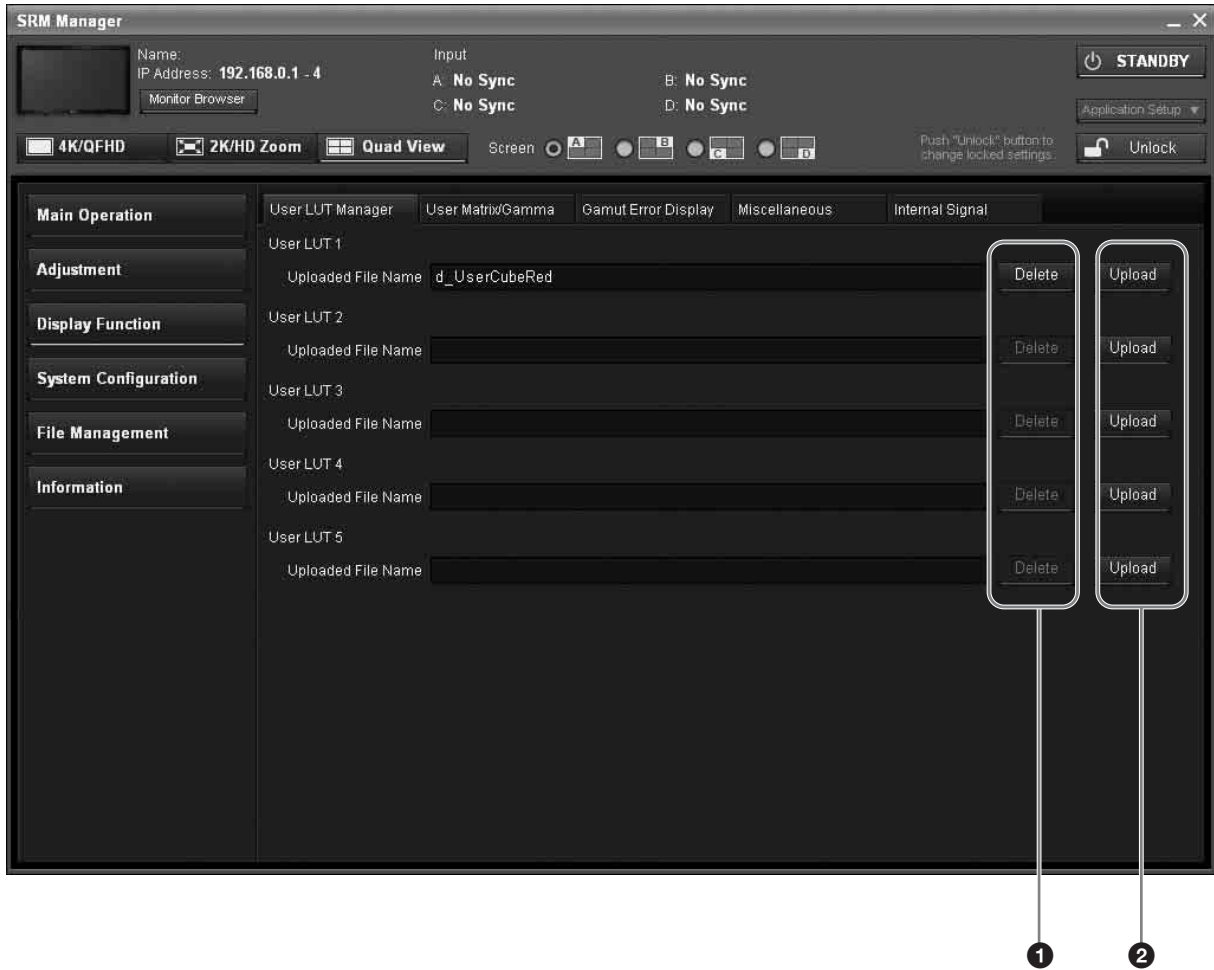 SRM Manager
Name:
IP Address: 192.168.0.1 - 4
Monitor Browser
Input
A: No Sync
B: No Sync
C: No Sync
D: No Sync
STANDBY
Application Setup
4K/QFHD
2K/HD Zoom
Quad View
Screen
A
B
C
D
Push "Unlock" button to
change locked settings.
Unlock
Main Operation
Adjustment
Display Function
System Configuration
File Management
Information
User LUT Manager
User Matrix/Gamma
Gamut Error Display
Miscellaneous
Internal Signal
User LUT 1
Uploaded File Name d_UserCubeRed Delete Upload
User LUT 2
Uploaded File Name Delete Upload
User LUT 3
Uploaded File Name Delete Upload
User LUT 4
Uploaded File Name Delete Upload
User LUT 5
Uploaded File Name Delete Upload
1
2